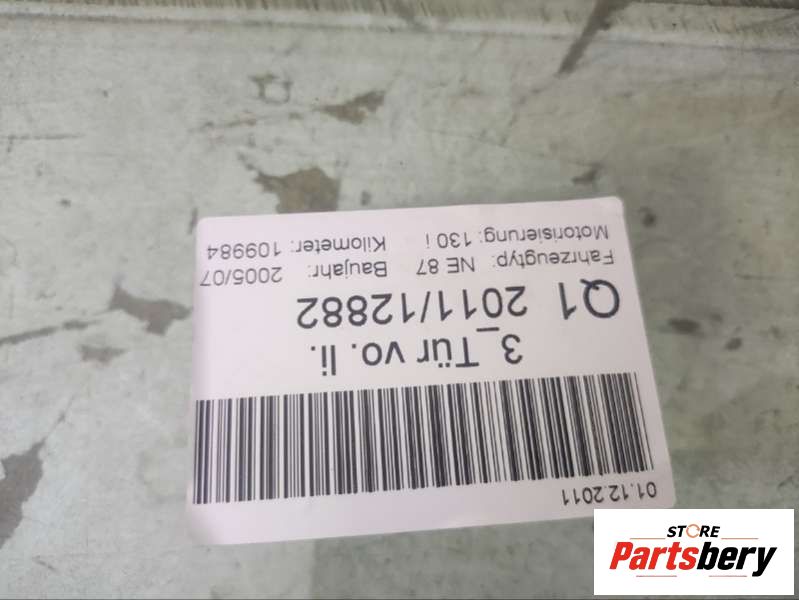 01.12.2011
3_Tür vo. li.
Q1 2011/12882
Fahrzeugtyp: NE 87 Baujahr: 2005/07
Motorisierung: 130 i Kilometer: 109984
STORE
Partsbery